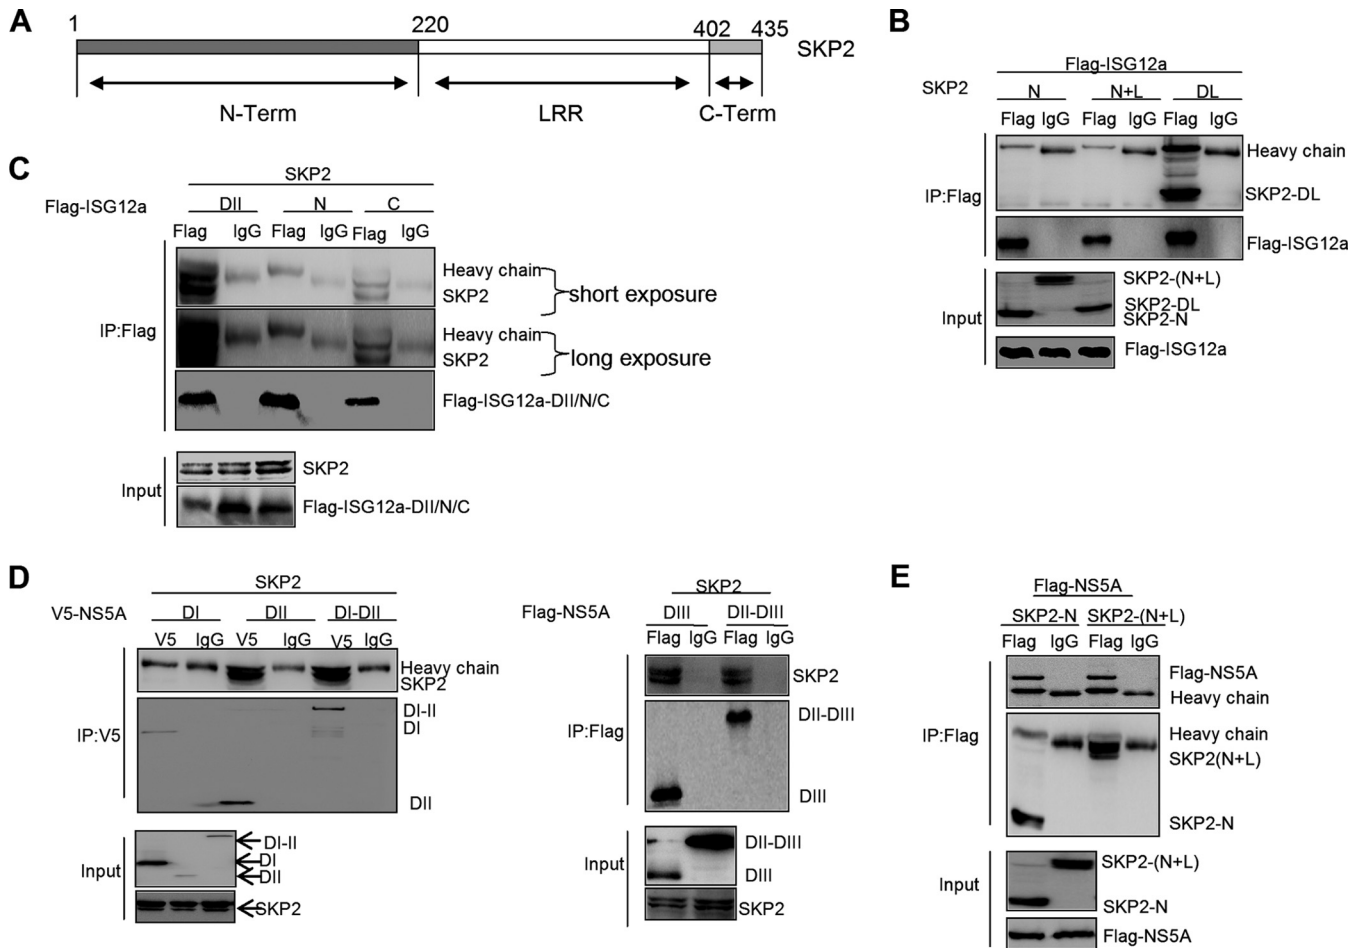 A
1 220 402 435
SKP2
N-Term LRR C-Term
B
Flag-ISG12a
SKP2 N N+L DL
Flag IgG Flag IgG Flag IgG
Heavy chain
IP:Flag
SKP2-DL
Flag-ISG12a
SKP2-(N+L)
SKP2-DL
Input
SKP2-N
Flag-ISG12a
C
SKP2
Flag-ISG12a DII N C
Flag IgG Flag IgG Flag IgG
Heavy chain
SKP2 short exposure
IP:Flag
Heavy chain
SKP2 long exposure
Flag-ISG12a-DII/N/C
SKP2
Input
Flag-ISG12a-DII/N/C
D
SKP2
V5-NS5A DI DII DI-DII
V5 IgG V5 IgG V5 IgG
Heavy chain
SKP2
DI-II
DI
IP:V5
DII
DI-II
DI
Input
DII
SKP2
SKP2
Flag-NS5A DIII DII-DIII
Flag IgG Flag IgG
SKP2
DII-DIII
IP:Flag
DIII
DII-DIII
Input
DIII
SKP2
E
Flag-NS5A
SKP2-N SKP2-(N+L)
Flag IgG Flag IgG
Flag-NS5A
Heavy chain
IP:Flag
Heavy chain
SKP2(N+L)
SKP2-N
SKP2-(N+L)
Input
SKP2-N
Flag-NS5A